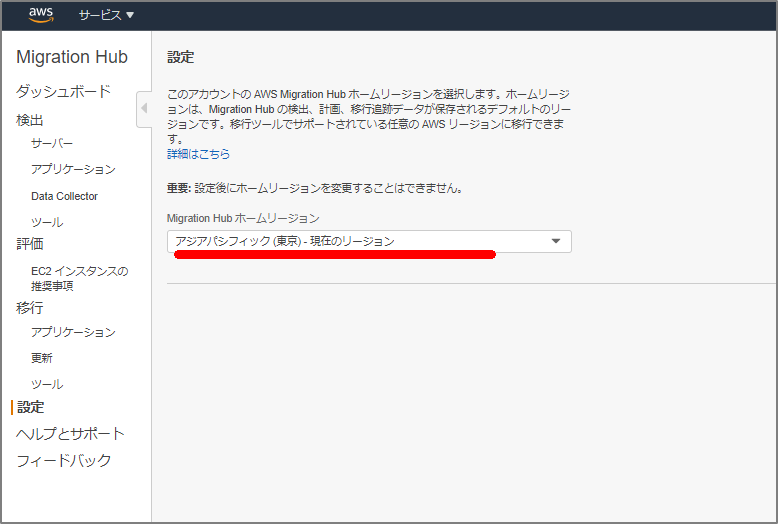 aws サービス
Migration Hub
ダッシュボード
検出
サーバー
アプリケーション
Data Collector
ツール
評価
EC2 インスタンスの
推奨事項
移行
アプリケーション
更新
ツール
設定
ヘルプとサポート
フィードバック
設定
このアカウントの AWS Migration Hub ホームリージョンを選択します。ホームリージ
ョンは、Migration Hub の検出、計画、移行追跡データが保存されるデフォルトのリー
ジョンです。移行ツールでサポートされている任意の AWS リージョンに移行できま
す。
詳細はこちら
重要: 設定後にホームリージョンを変更することはできません。
Migration Hub ホームリージョン
アジアパシフィック (東京) - 現在のリージョン